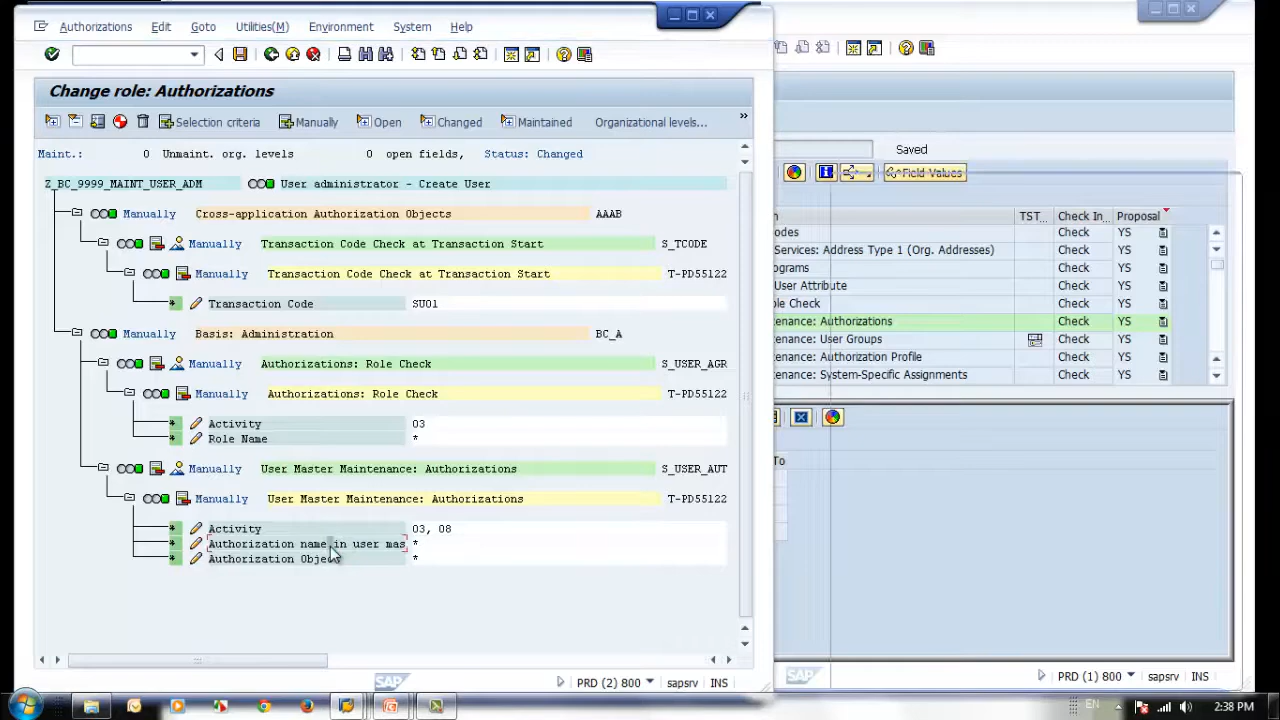 Authorizations Edit Goto Utilities(M) Environment System Help
Change role: Authorizations
Selection criteria Manually Open Changed Maintained Organizational levels... »
Maint.: 0 Unmaint. org. levels 0 open fields, Status: Changed
Z_BC_9999_MAINT_USER_ADM User administrator - Create User
Manually Cross-application Authorization Objects AAAB
Manually Transaction Code Check at Transaction Start S_TCODE
Manually Transaction Code Check at Transaction Start T-PD55122
* Transaction Code SU01
Manually Basis: Administration BC_A
Manually Authorizations: Role Check S_USER_AGR
Manually Authorizations: Role Check T-PD55122
* Activity 03
* Role Name *
Manually User Master Maintenance: Authorizations S_USER_AUT
Manually User Master Maintenance: Authorizations T-PD55122
* Activity 03, 08
* Authorization name in user mas *
* Authorization Object *
SAP PRD (2) 800 sapsrv INS
Saved
Field Values
n TST... Check In... Proposal
odes Check YS
Services: Address Type 1 (Org. Addresses) Check YS
ograms Check YS
User Attribute Check YS
ole Check Check YS
tenance: Authorizations Check YS
tenance: User Groups Check YS
tenance: Authorization Profile Check YS
tenance: System-Specific Assignments Check YS
To
SAP PRD (1) 800 sapsrv INS
EN 2:38 PM